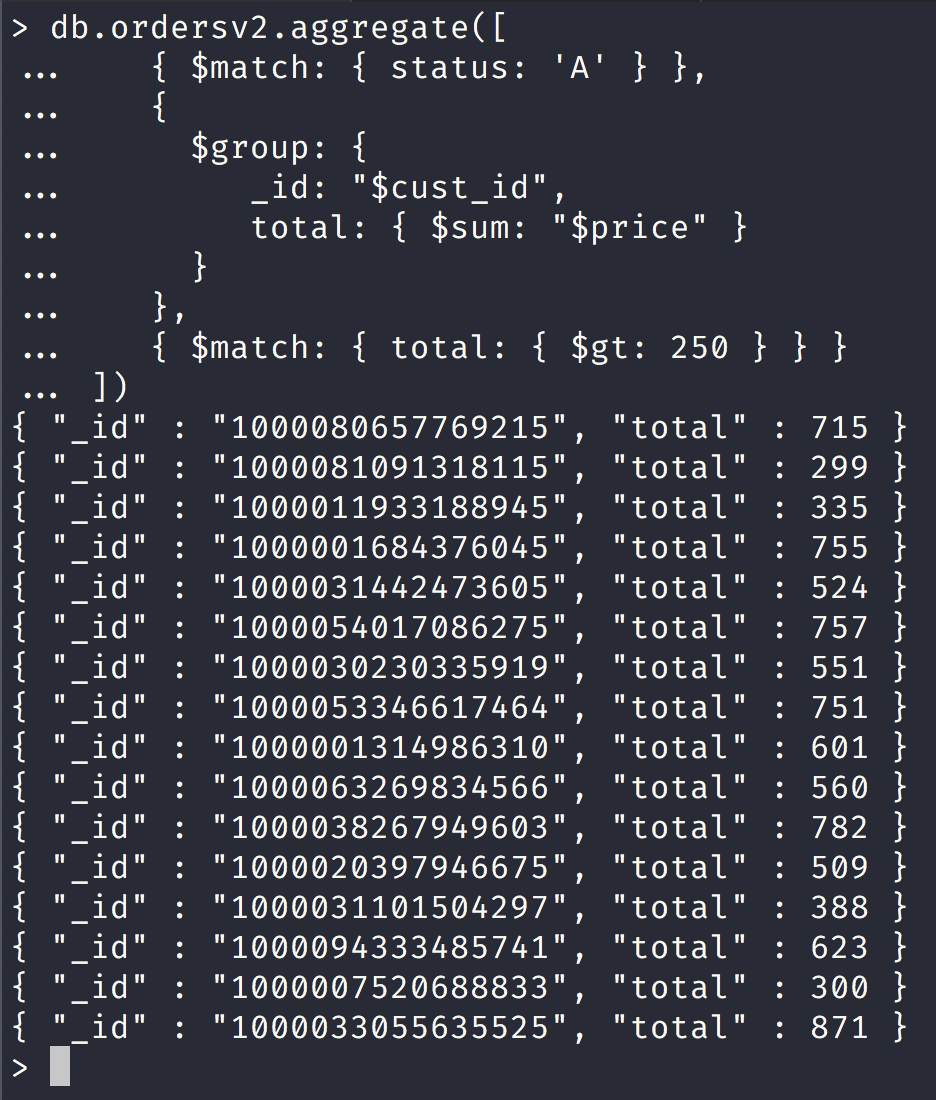 > db.ordersv2.aggregate([
...     { $match: { status: 'A' } },
...     {
...       $group: {
...          _id: "$cust_id",
...          total: { $sum: "$price" }
...       }
...     },
...     { $match: { total: { $gt: 250 } } }
... ])
{ "_id" : "1000080657769215", "total" : 715 }
{ "_id" : "1000081091318115", "total" : 299 }
{ "_id" : "1000011933188945", "total" : 335 }
{ "_id" : "1000001684376045", "total" : 755 }
{ "_id" : "1000031442473605", "total" : 524 }
{ "_id" : "1000054017086275", "total" : 757 }
{ "_id" : "1000030230335919", "total" : 551 }
{ "_id" : "1000053346617464", "total" : 751 }
{ "_id" : "1000001314986310", "total" : 601 }
{ "_id" : "1000063269834566", "total" : 560 }
{ "_id" : "1000038267949603", "total" : 782 }
{ "_id" : "1000020397946675", "total" : 509 }
{ "_id" : "1000031101504297", "total" : 388 }
{ "_id" : "1000094333485741", "total" : 623 }
{ "_id" : "1000007520688833", "total" : 300 }
{ "_id" : "1000033055635525", "total" : 871 }
>